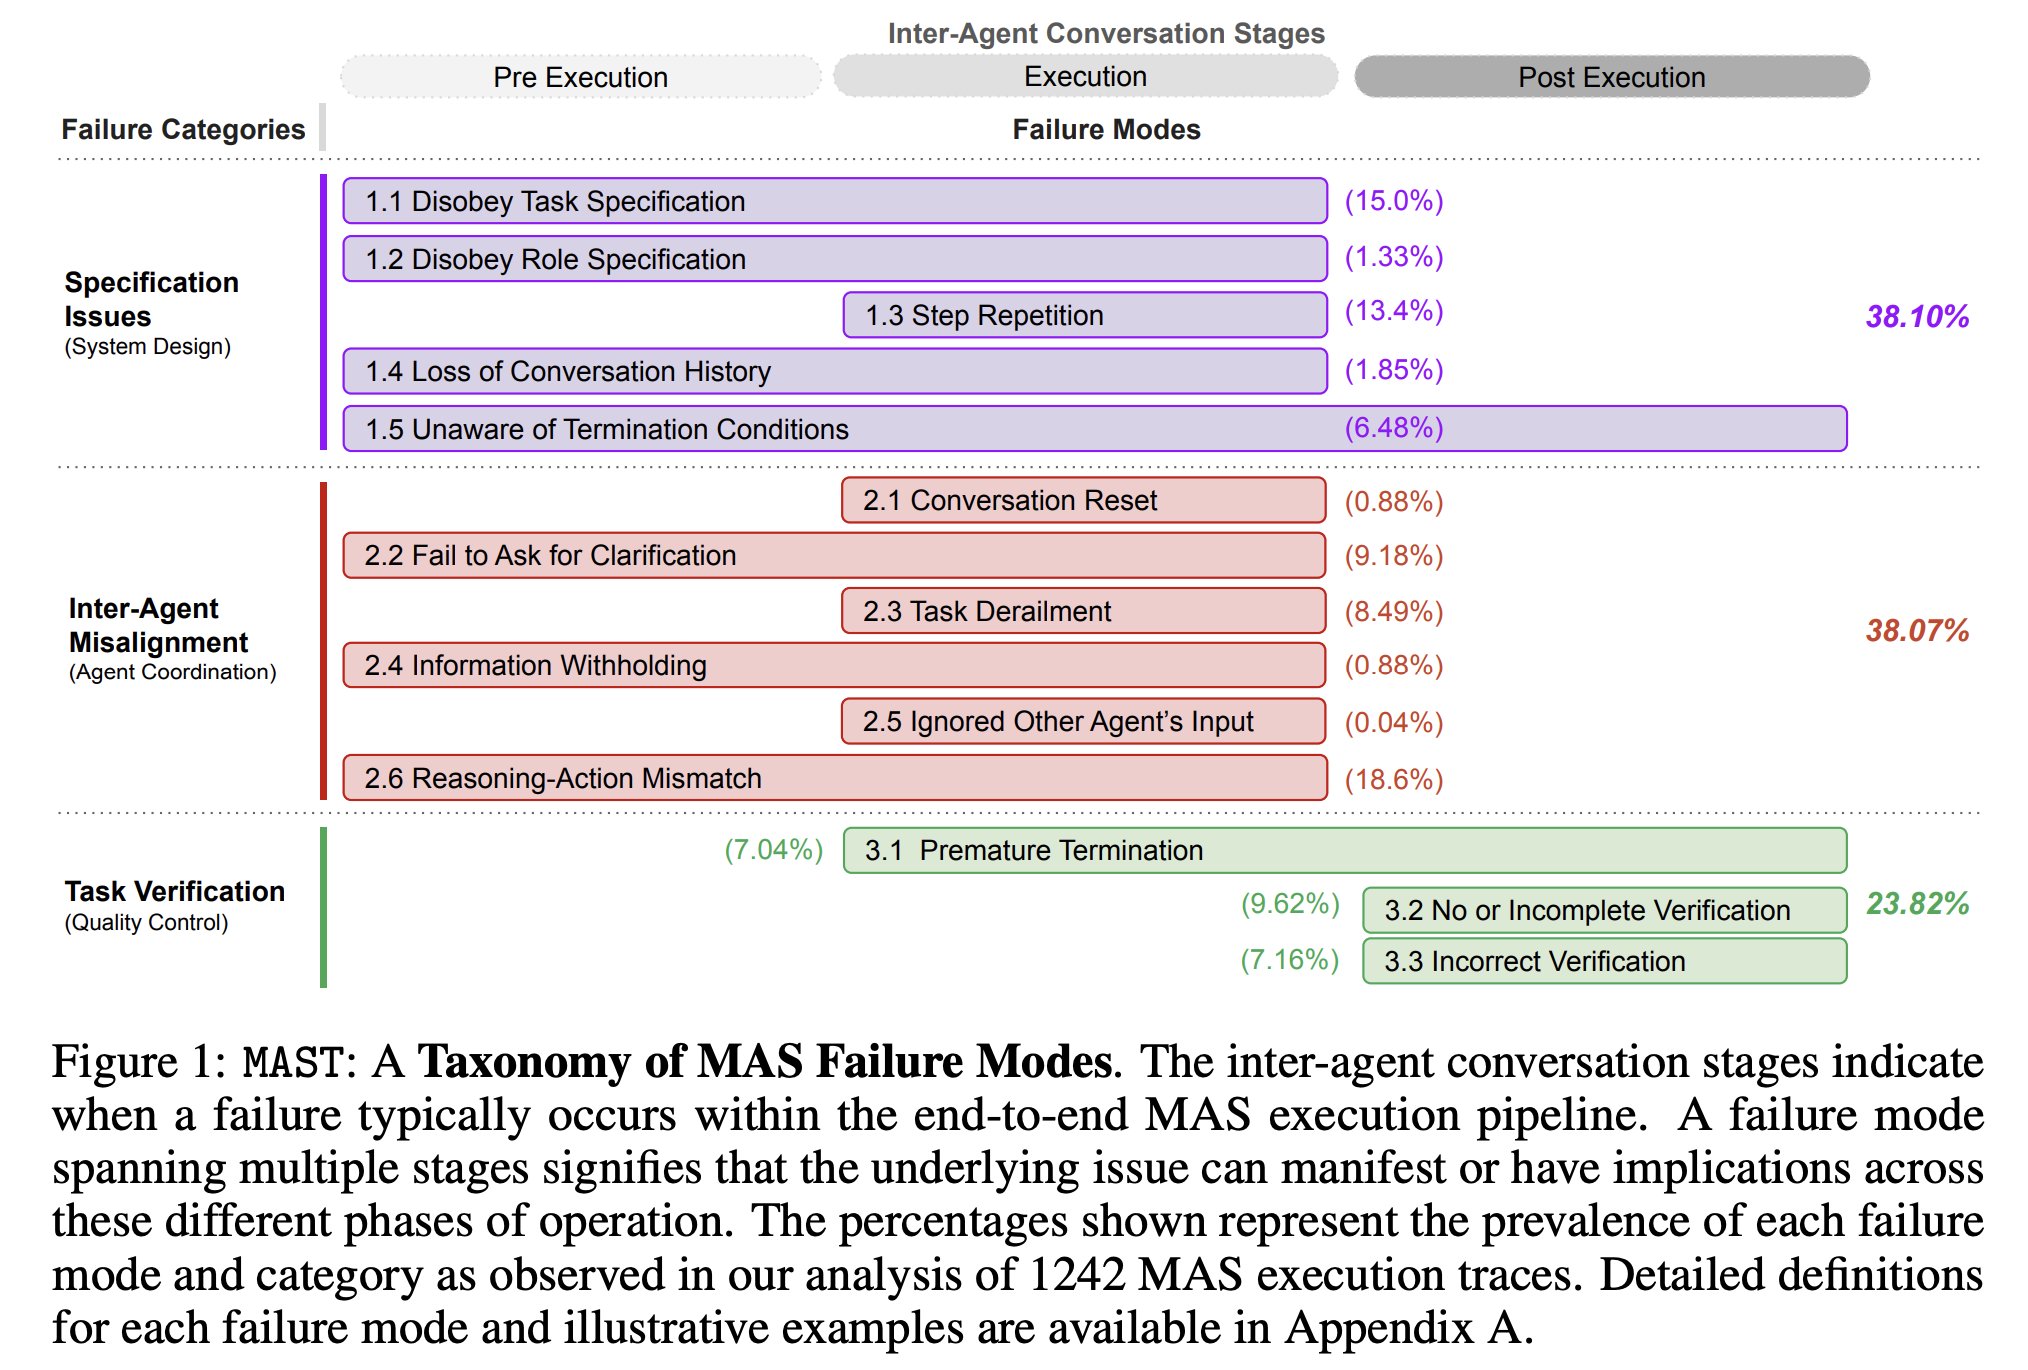 Inter-Agent Conversation Stages
Pre Execution
Execution
Post Execution
Failure Categories
Failure Modes
Specification
Issues
(System Design)
1.1 Disobey Task Specification
(15.0%)
1.2 Disobey Role Specification
(1.33%)
1.3 Step Repetition
(13.4%)
1.4 Loss of Conversation History
(1.85%)
1.5 Unaware of Termination Conditions
(6.48%)
38.10%
Inter-Agent
Misalignment
(Agent Coordination)
2.1 Conversation Reset
(0.88%)
2.2 Fail to Ask for Clarification
(9.18%)
2.3 Task Derailment
(8.49%)
2.4 Information Withholding
(0.88%)
2.5 Ignored Other Agent’s Input
(0.04%)
2.6 Reasoning-Action Mismatch
(18.6%)
38.07%
Task Verification
(Quality Control)
(7.04%)
3.1 Premature Termination
(9.62%)
3.2 No or Incomplete Verification
(7.16%)
3.3 Incorrect Verification
23.82%
Figure 1: MAST: A Taxonomy of MAS Failure Modes. The inter-agent conversation stages indicate
when a failure typically occurs within the end-to-end MAS execution pipeline. A failure mode
spanning multiple stages signifies that the underlying issue can manifest or have implications across
these different phases of operation. The percentages shown represent the prevalence of each failure
mode and category as observed in our analysis of 1242 MAS execution traces. Detailed definitions
for each failure mode and illustrative examples are available in Appendix A.